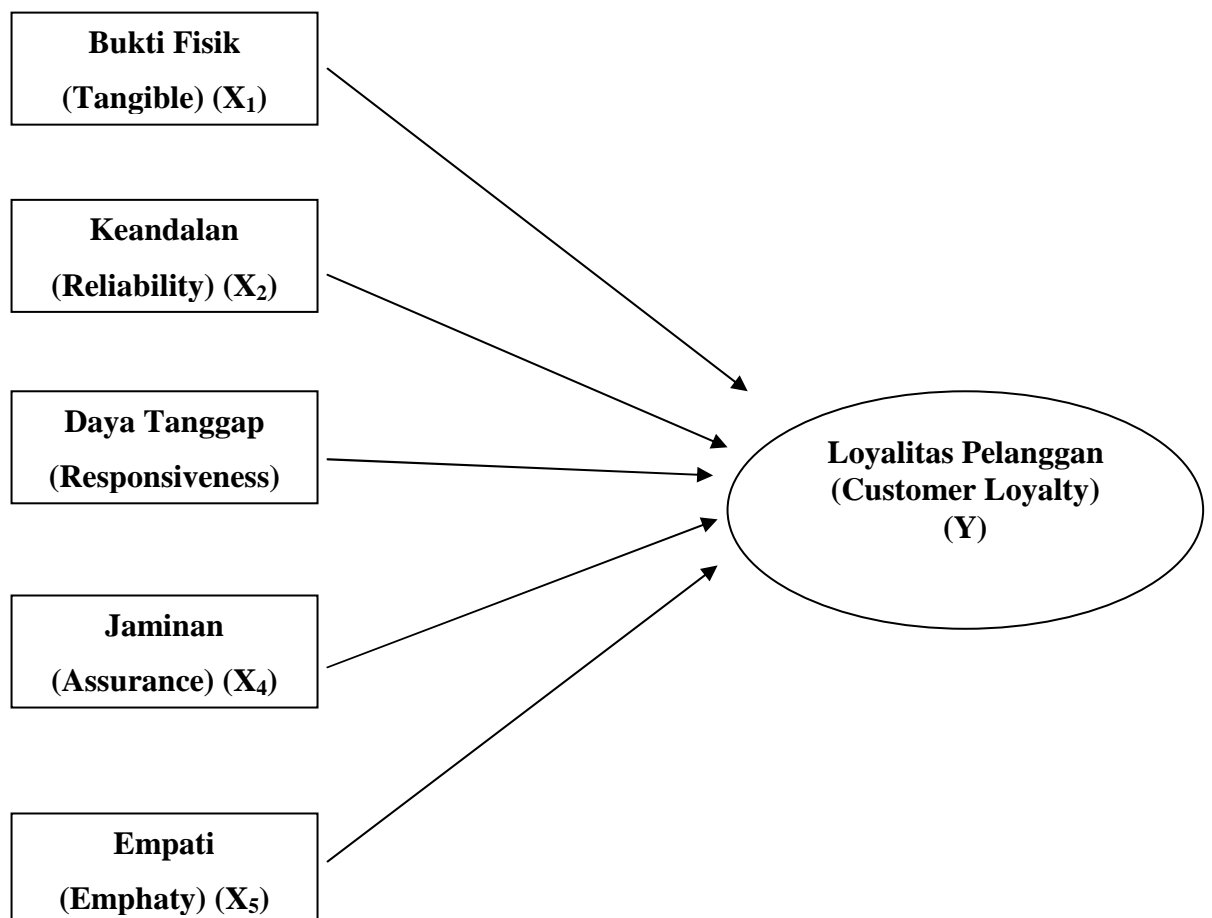 Bukti Fisik
(Tangible) (X₁)
Keandalan
(Reliability) (X₂)
Daya Tanggap
(Responsiveness)
Loyalitas Pelanggan
(Customer Loyalty)
(Y)
Jaminan
(Assurance) (X₄)
Empati
(Emphaty) (X₅)